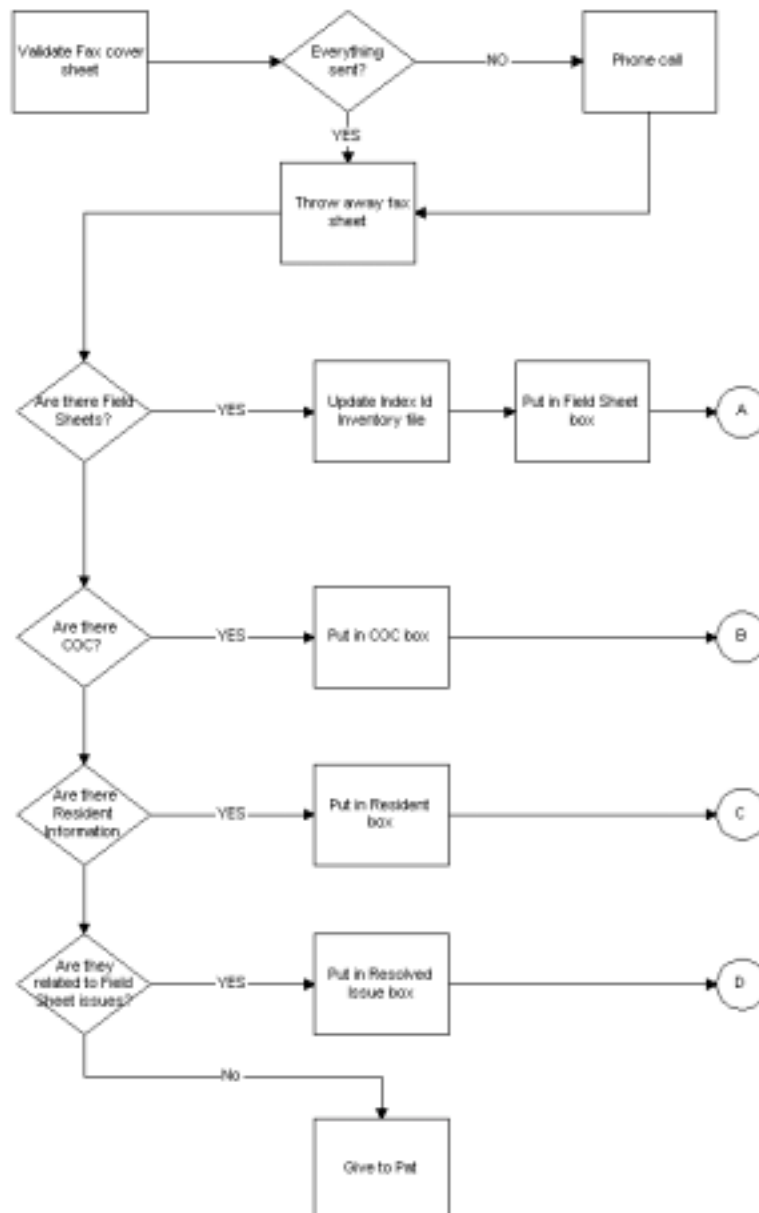 Validate Fax cover
sheet
Everything
sent?
NO
Phone call
YES
Throw away fax
sheet
Are there Field
Sheets?
YES
Update Index Id
Inventory file
Put in Field Sheet
box
A
Are there
COC?
YES
Put in COC box
B
Are there
Resident
Information
YES
Put in Resident
box
C
Are they
related to Field
Sheet issues?
YES
Put in Resolved
Issue box
D
No
Give to Pat